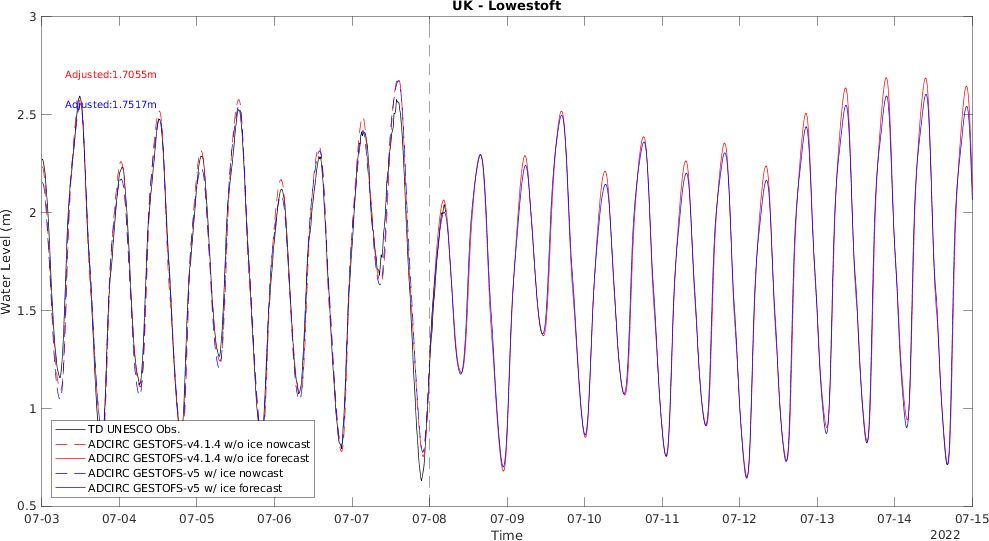 UK - Lowestoft
3
2.5
2
1.5
1
0.5
Water Level (m)
Adjusted:1.7055m
Adjusted:1.7517m
TD UNESCO Obs.
ADCIRC GESTOFS-v4.1.4 w/o ice nowcast
ADCIRC GESTOFS-v4.1.4 w/o ice forecast
ADCIRC GESTOFS-v5 w/ ice nowcast
ADCIRC GESTOFS-v5 w/ ice forecast
07-03 07-04 07-05 07-06 07-07 07-08 07-09 07-10 07-11 07-12 07-13 07-14 07-15
Time
2022